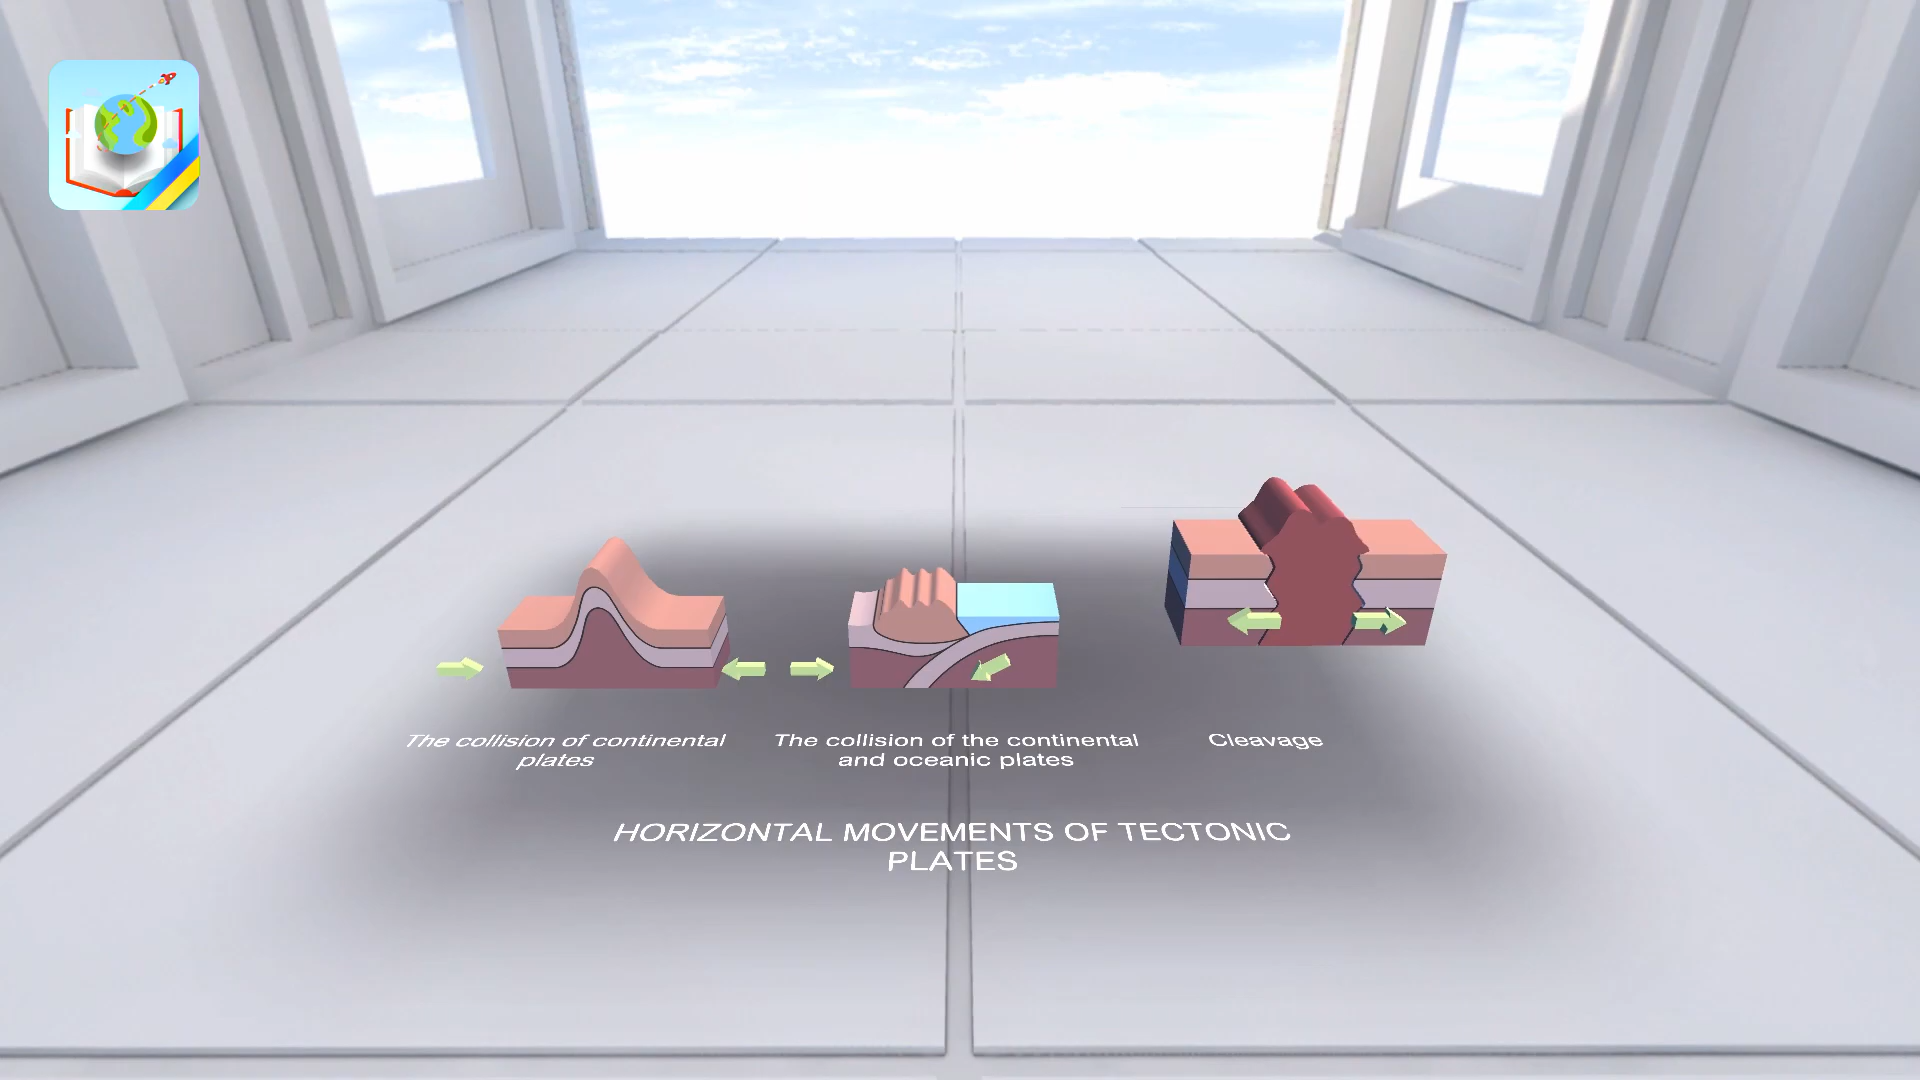 The collision of continental
plates
The collision of the continental
and oceanic plates
Cleavage
HORIZONTAL MOVEMENTS OF TECTONIC
PLATES